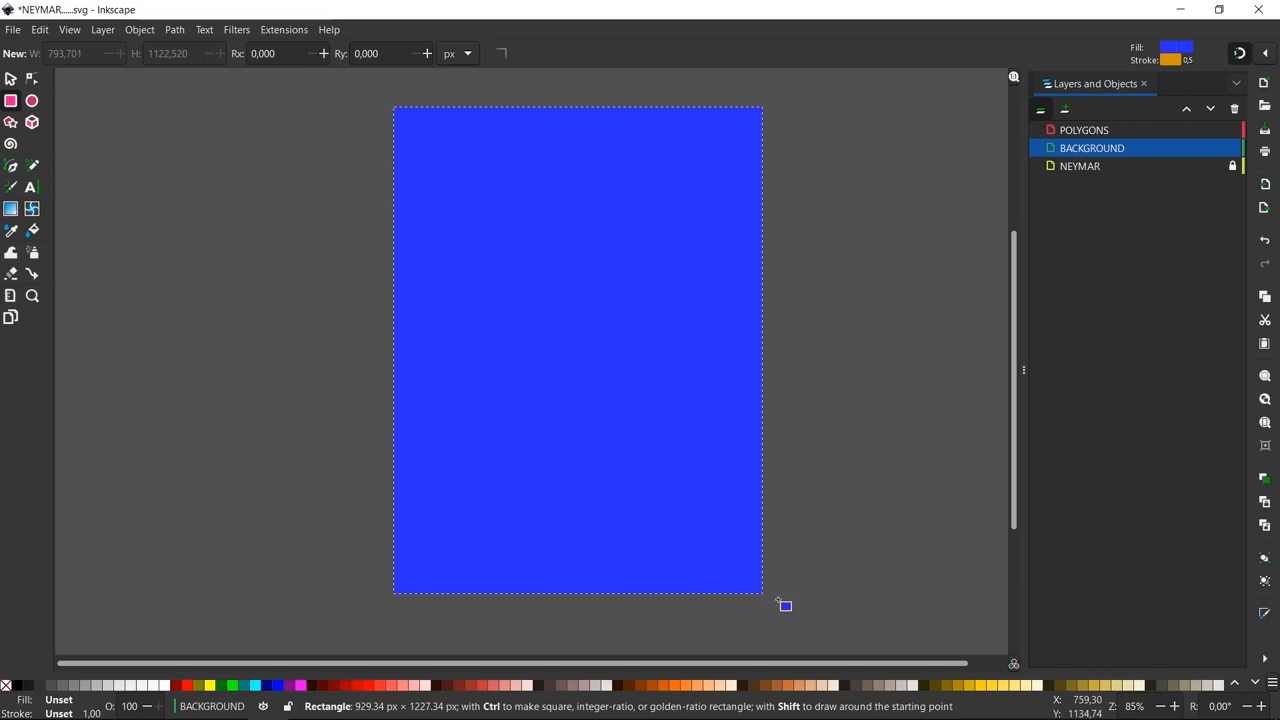 *NEYMAR......svg - Inkscape
File Edit View Layer Object Path Text Filters Extensions Help
New: W: 793,701 H: 1122,520 Rx: 0,000 Ry: 0,000 px
Fill:
Stroke: 0,5
Layers and Objects
POLYGONS
BACKGROUND
NEYMAR
Fill: Unset
Stroke: Unset 1,00
O: 100
BACKGROUND
Rectangle: 929.34 px × 1227.34 px; with Ctrl to make square, integer-ratio, or golden-ratio rectangle; with Shift to draw around the starting point
X: 759,30
Y: 1134,74
Z: 85%
R: 0,00°